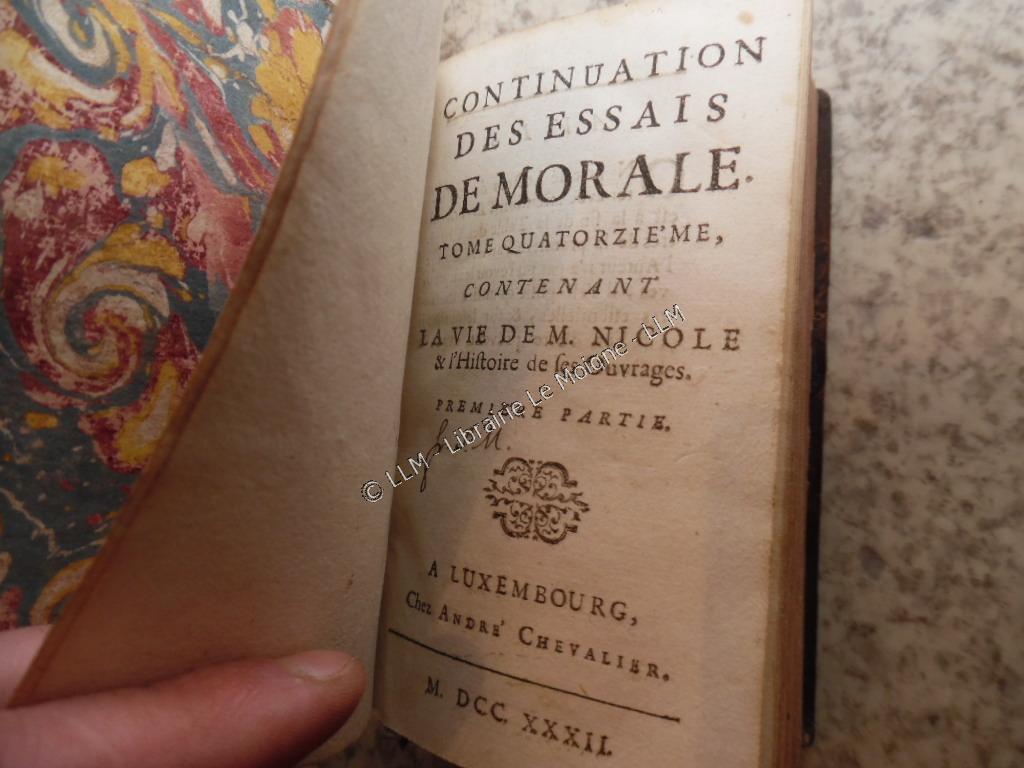 CONTINUATION
DES ESSAIS
DE MORALE.
TOME QUATORZIE'ME,
CONTENANT
LA VIE DE M. NICOLE
& l'Histoire de ses Ouvrages.
PREMIERE PARTIE.
© LLM - Librairie Le Moione - LLM
A LUXEMBOURG,
Chez ANDRE' CHEVALIER.
M. DCC. XXXII.